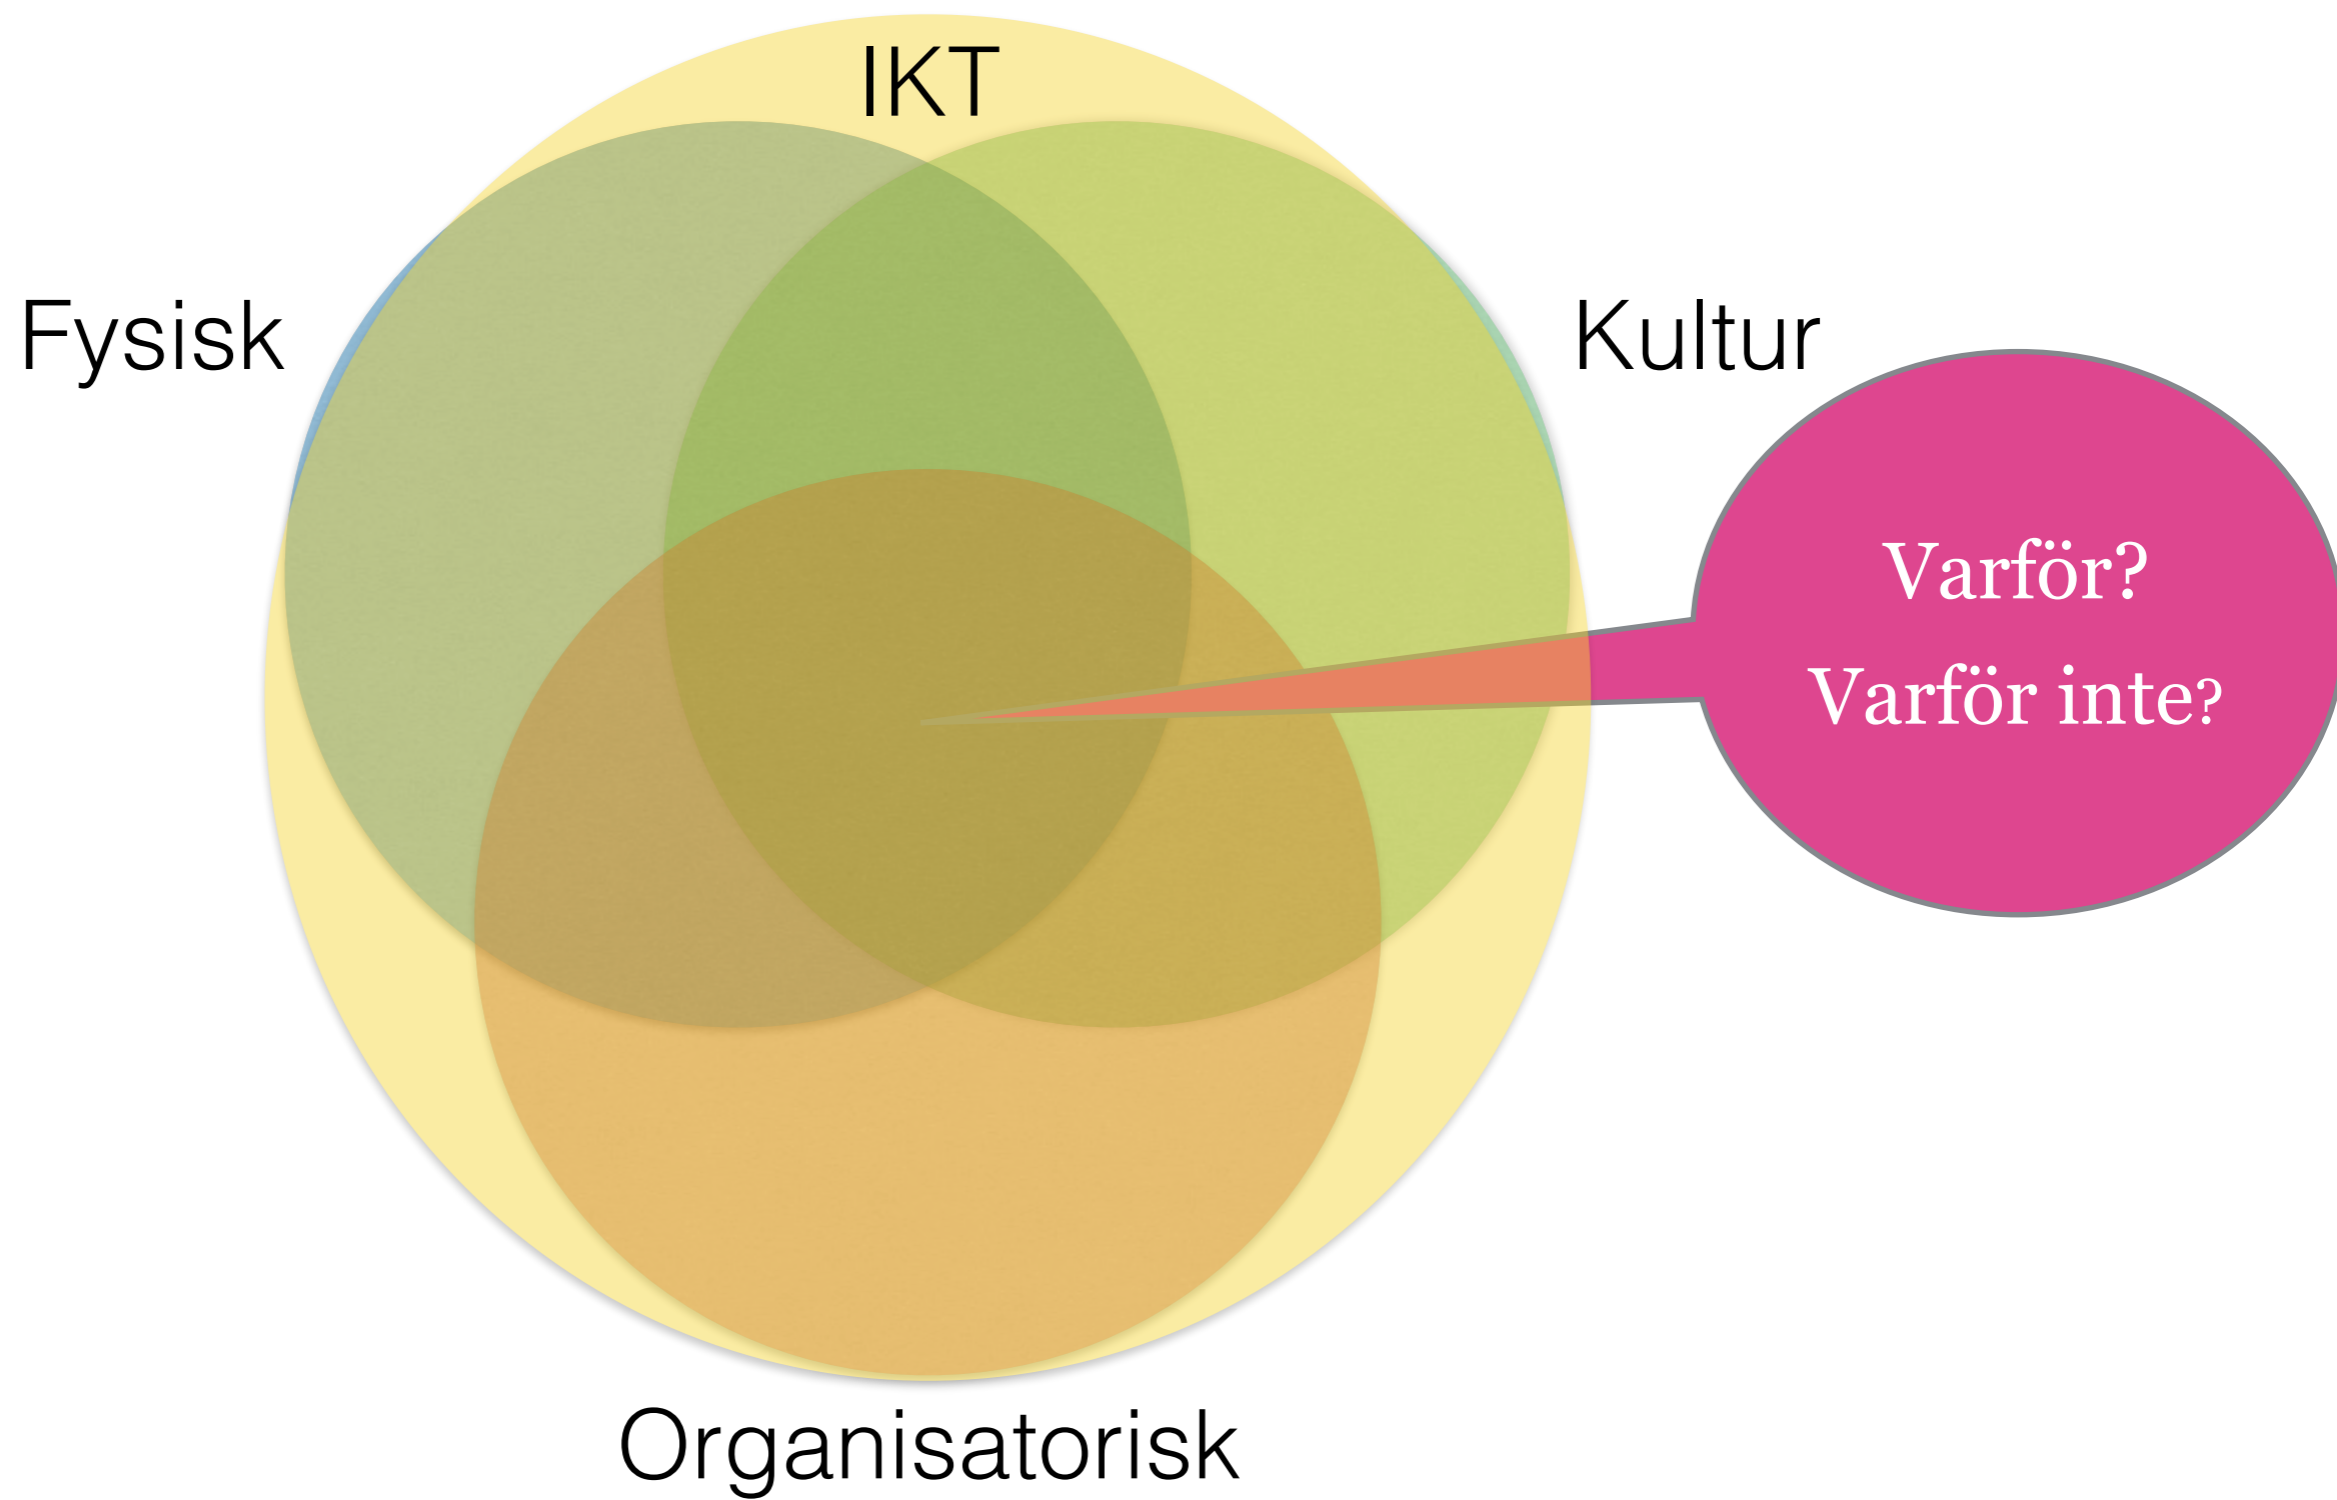 IKT
Fysisk
Kultur
Varför?
Varför inte?
Organisatorisk